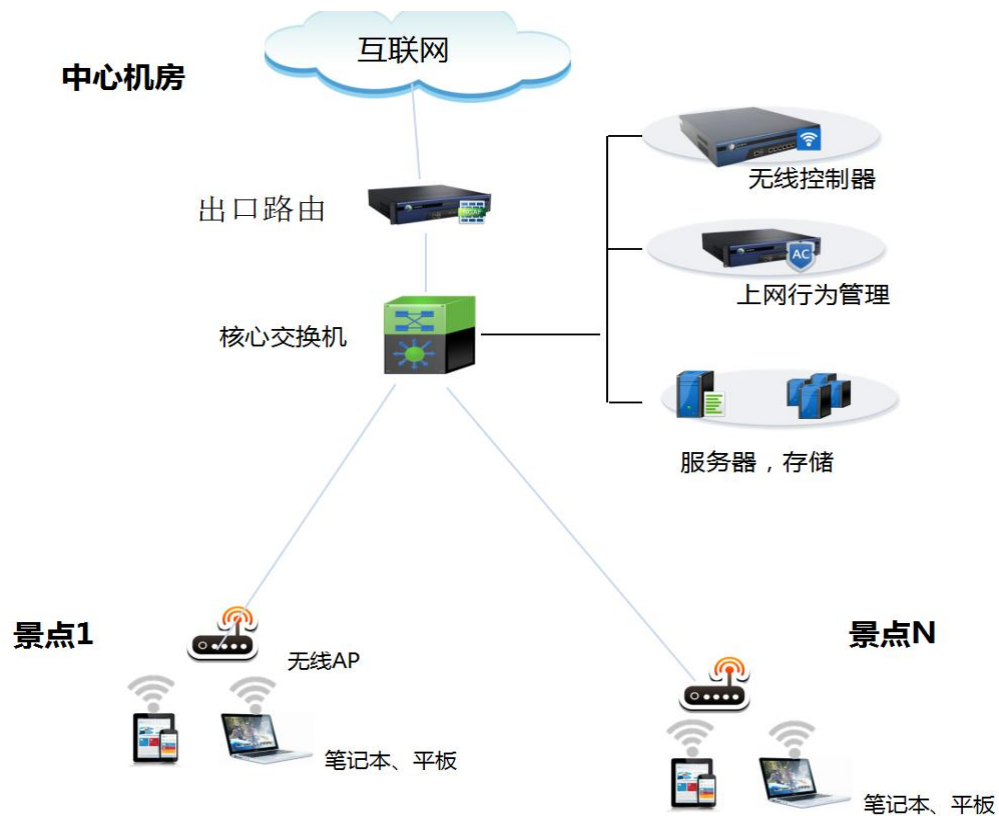 互联网
中心机房
无线控制器
出口路由
NGAF
AC
上网行为管理
核心交换机
服务器，存储
景点1
无线AP
景点N
笔记本、平板
笔记本、平板